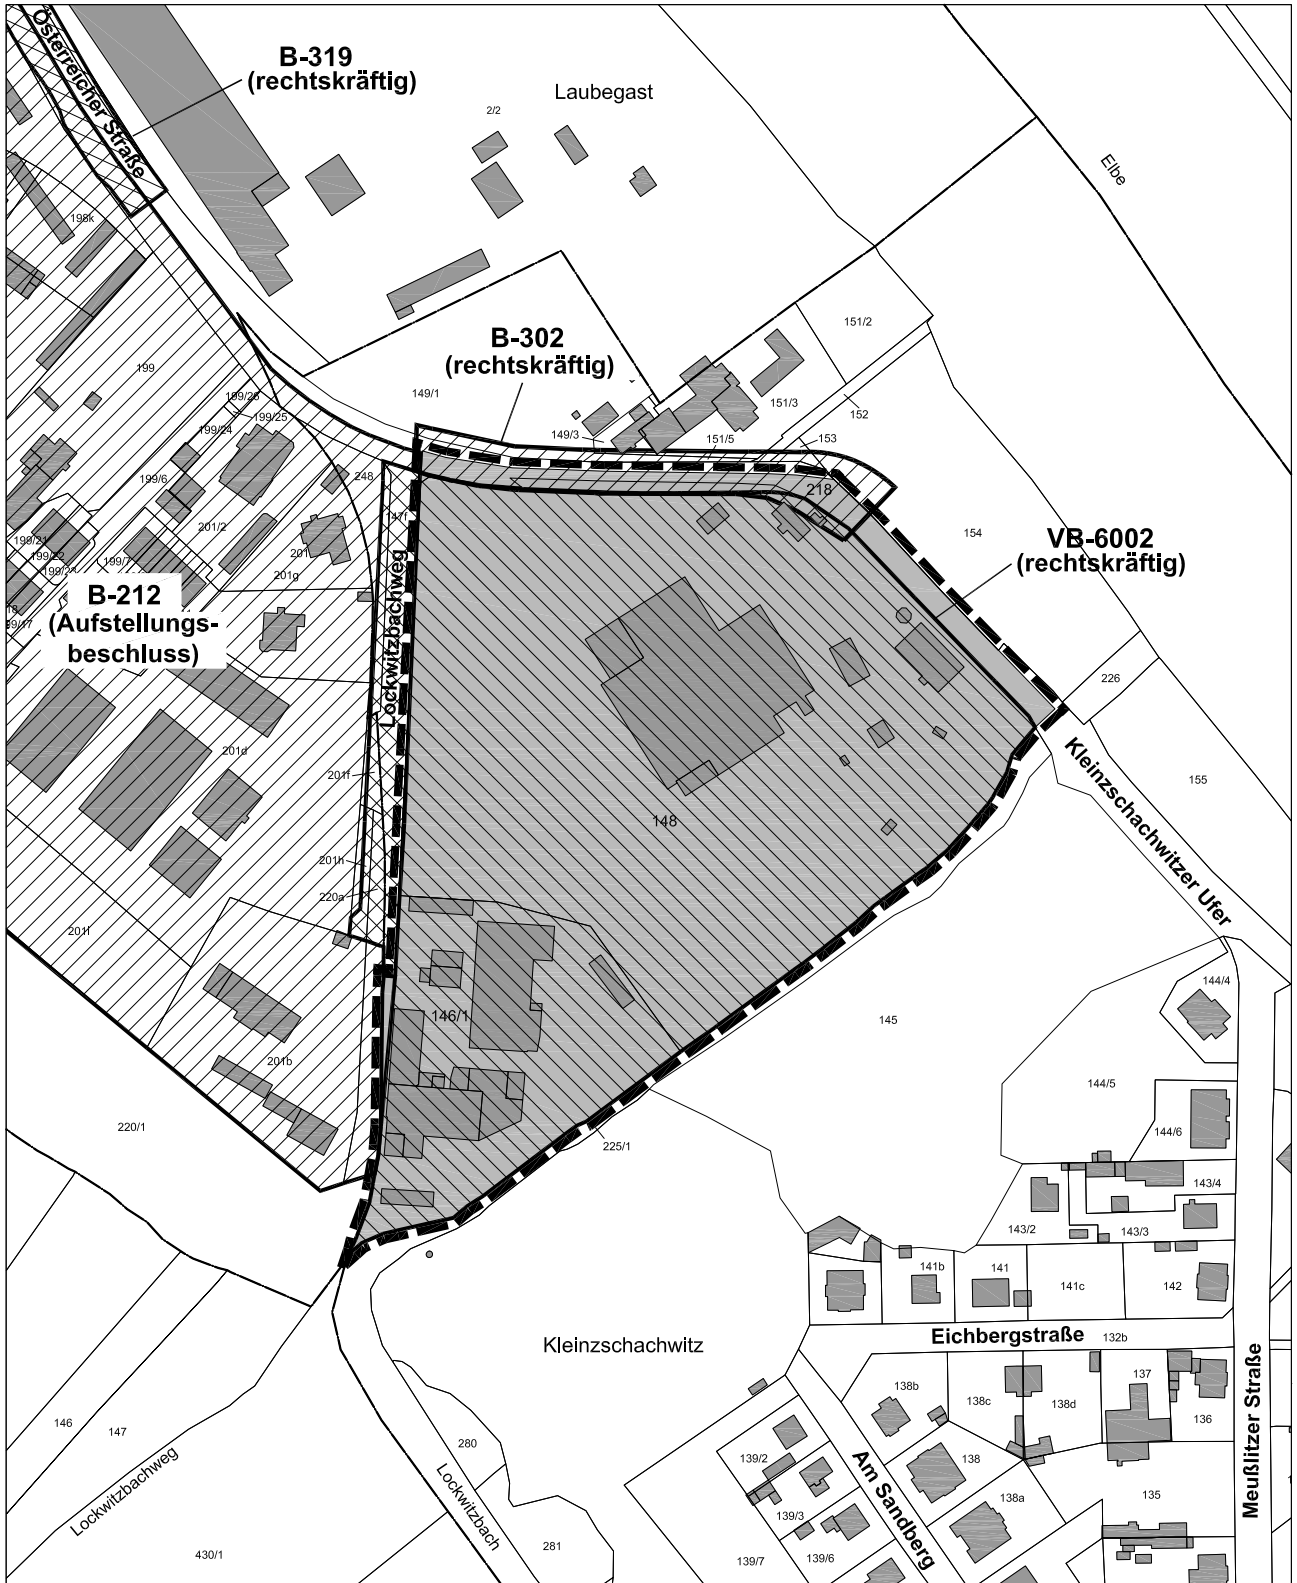 Österreicher Straße
B-319
(rechtskräftig)
Laubegast
2/2
Elbe
198k
199
B-302
(rechtskräftig)
151/2
149/1
151/3
152
149/3
151/5
153
199/26
199/25
199/24
199/6
248
147f
218
154
201/2
199/21
199/22
199/7
201
201g
VB-6002
(rechtskräftig)
B-212
(Aufstellungs-
beschluss)
Lockwitzbachweg
226
155
Kleinzschachwitzer Ufer
201d
201f
148
201h
220a
201i
144/4
146/1
145
201b
144/5
220/1
225/1
144/6
143/4
143/2
143/3
141b
141
141c
142
Kleinzschachwitz
Eichbergstraße
132b
Meußlitzer Straße
138b
138c
138d
137
136
146
147
Lockwitzbachweg
280
Lockwitzbach
139/2
Am Sandberg
138
138a
135
139/3
430/1
281
139/7
139/6